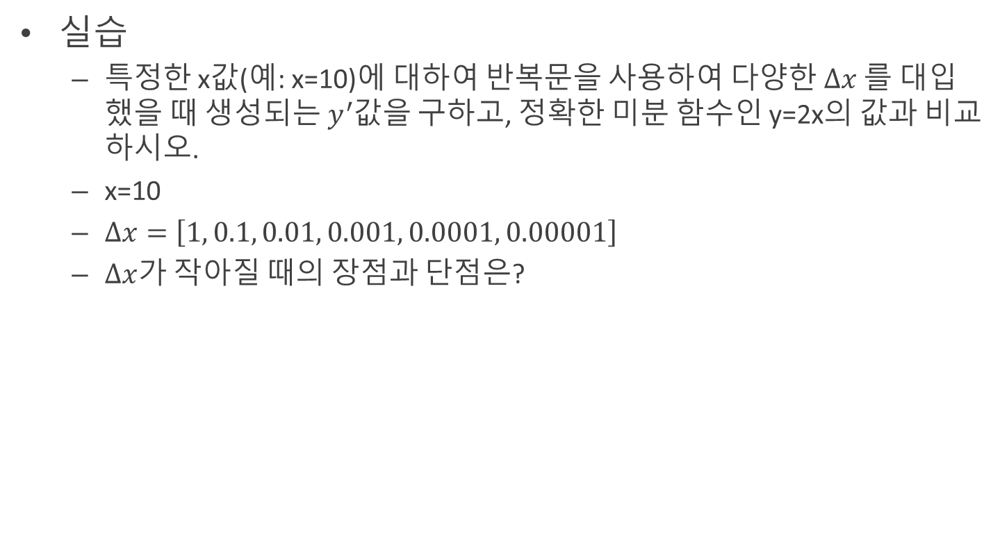 • 실습
– 특정한 x값(예: x=10)에 대하여 반복문을 사용하여 다양한 Δ𝑥 를 대입
했을 때 생성되는 𝑦′값을 구하고, 정확한 미분 함수인 y=2x의 값과 비교
하시오.
– x=10
– Δ𝑥 = [1, 0.1, 0.01, 0.001, 0.0001, 0.00001]
– Δ𝑥가 작아질 때의 장점과 단점은?